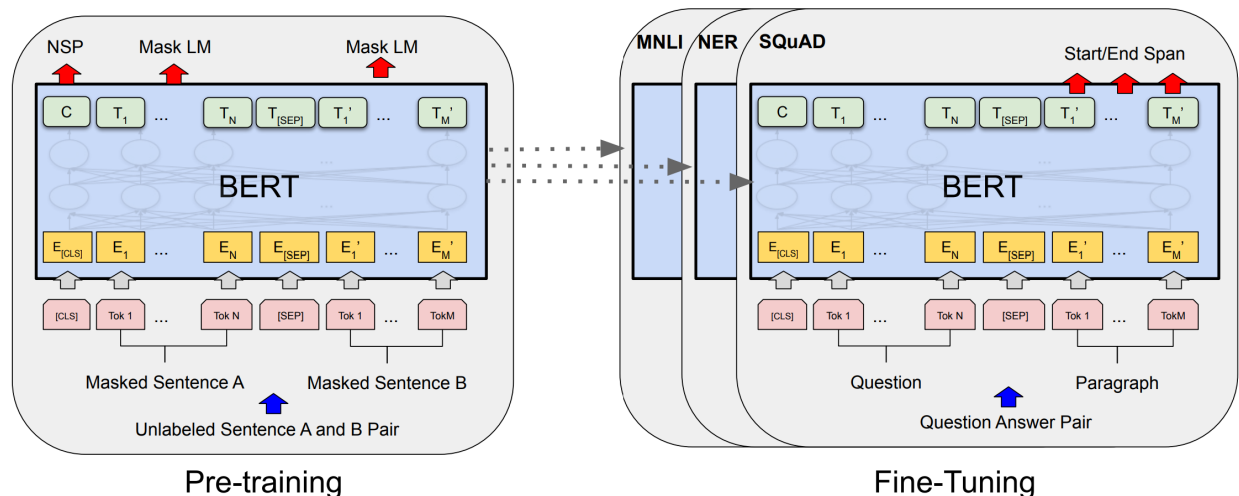 NSP Mask LM Mask LM
C T1 ... TN T[SEP] T1' ... TM'
...
BERT
...
E[CLS] E1 ... EN E[SEP] E1' ... EM'
[CLS] Tok 1 ... Tok N [SEP] Tok 1 ... TokM
Masked Sentence A Masked Sentence B
Unlabeled Sentence A and B Pair
Pre-training
MNLI NER SQuAD
Start/End Span
C T1 ... TN T[SEP] T1' ... TM'
...
BERT
...
E[CLS] E1 ... EN E[SEP] E1' ... EM'
[CLS] Tok 1 ... Tok N [SEP] Tok 1 ... TokM
Question Paragraph
Question Answer Pair
Fine-Tuning